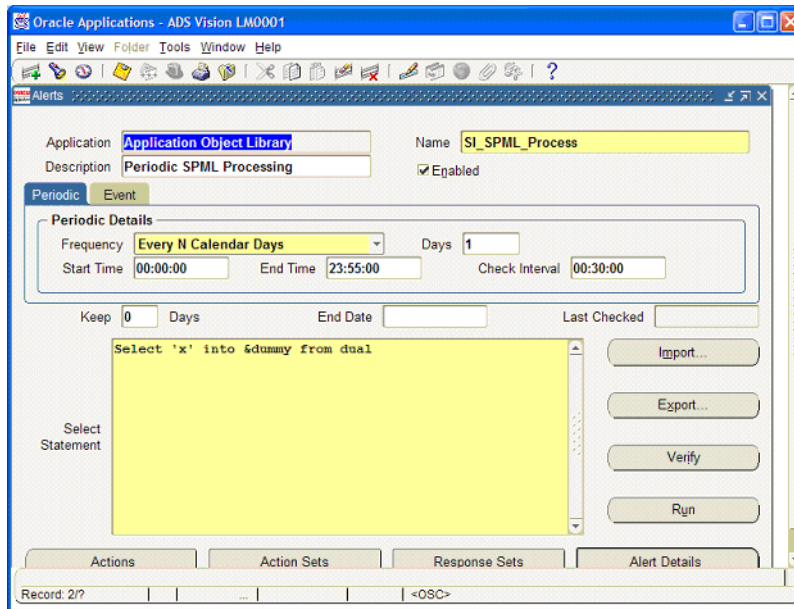 Oracle Applications - ADS Vision LM0001
File Edit View Folder Tools Window Help
Alerts
Application Application Object Library Name SI_SPML_Process
Description Periodic SPML Processing Enabled
Periodic Event
Periodic Details
Frequency Every N Calendar Days Days 1
Start Time 00:00:00 End Time 23:55:00 Check Interval 00:30:00
Keep 0 Days End Date Last Checked
Select 'x' into &dummy from dual
Import...
Export...
Select
Statement
Verify
Run
Actions Action Sets Response Sets Alert Details
Record: 2/? ... <OSC>